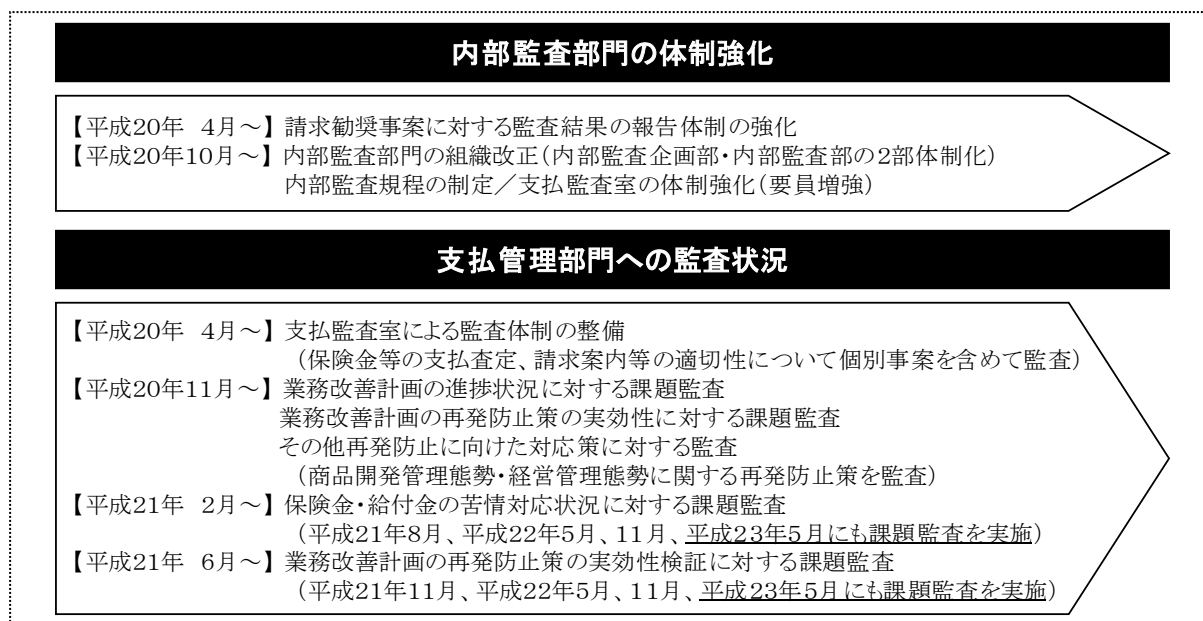 内部監査部門の体制強化
【平成20年 4月~】 請求勧奨事案に対する監査結果の報告体制の強化
【平成20年10月~】 内部監査部門の組織改正(内部監査企画部・内部監査部の2部体制化)
内部監査規程の制定/支払監査室の体制強化(要員増強)
支払管理部門への監査状況
【平成20年 4月~】 支払監査室による監査体制の整備
(保険金等の支払査定、請求案内等の適切性について個別事案を含めて監査)
【平成20年11月~】 業務改善計画の進捗状況に対する課題監査
業務改善計画の再発防止策の実効性に対する課題監査
その他再発防止に向けた対応策に対する監査
(商品開発管理態勢・経営管理態勢に関する再発防止策を監査)
【平成21年 2月~】 保険金・給付金の苦情対応状況に対する課題監査
(平成21年8月、平成22年5月、11月、平成23年5月にも課題監査を実施)
【平成21年 6月~】 業務改善計画の再発防止策の実効性検証に対する課題監査
(平成21年11月、平成22年5月、11月、平成23年5月にも課題監査を実施)